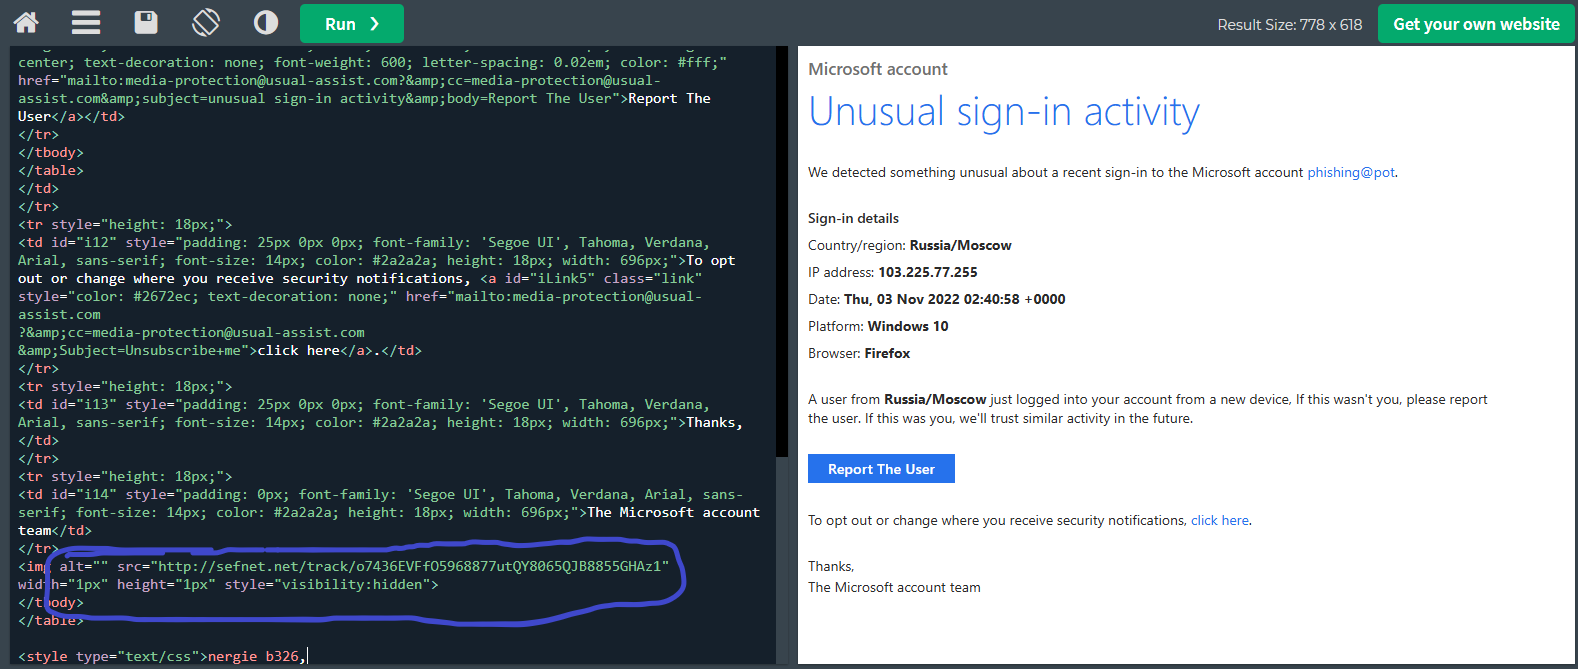 Run ❯
Result Size: 778 x 618
Get your own website
center; text-decoration: none; font-weight: 600; letter-spacing: 0.02em; color: #fff;"
href="mailto:media-protection@usual-assist.com?&amp;cc=media-protection@usual-
assist.com&amp;subject=unusual sign-in activity&amp;body=Report The User">Report The
User</a></td>
</tr>
</tbody>
</table>
</td>
</tr>
<tr style="height: 18px;">
<td id="i12" style="padding: 25px 0px 0px; font-family: 'Segoe UI', Tahoma, Verdana,
Arial, sans-serif; font-size: 14px; color: #2a2a2a; height: 18px; width: 696px;">To opt
out or change where you receive security notifications, <a id="iLink5" class="link"
style="color: #2672ec; text-decoration: none;" href="mailto:media-protection@usual-
assist.com
?&amp;cc=media-protection@usual-assist.com
&amp;Subject=Unsubscribe+me">click here</a>.</td>
</tr>
<tr style="height: 18px;">
<td id="i13" style="padding: 25px 0px 0px; font-family: 'Segoe UI', Tahoma, Verdana,
Arial, sans-serif; font-size: 14px; color: #2a2a2a; height: 18px; width: 696px;">Thanks,
</td>
</tr>
<tr style="height: 18px;">
<td id="i14" style="padding: 0px; font-family: 'Segoe UI', Tahoma, Verdana, Arial, sans-
serif; font-size: 14px; color: #2a2a2a; height: 18px; width: 696px;">The Microsoft account
team</td>
</tr>
<img alt="" src="http://sefnet.net/track/o7436EVFfO5968877utQY8065QJB8855GHAz1"
width="1px" height="1px" style="visibility:hidden">
</tbody>
</table>
<style type="text/css">nergie b326,
Microsoft account
Unusual sign-in activity
We detected something unusual about a recent sign-in to the Microsoft account phishing@pot.
Sign-in details
Country/region: Russia/Moscow
IP address: 103.225.77.255
Date: Thu, 03 Nov 2022 02:40:58 +0000
Platform: Windows 10
Browser: Firefox
A user from Russia/Moscow just logged into your account from a new device, If this wasn't you, please report
the user. If this was you, we'll trust similar activity in the future.
Report The User
To opt out or change where you receive security notifications, click here.
Thanks,
The Microsoft account team